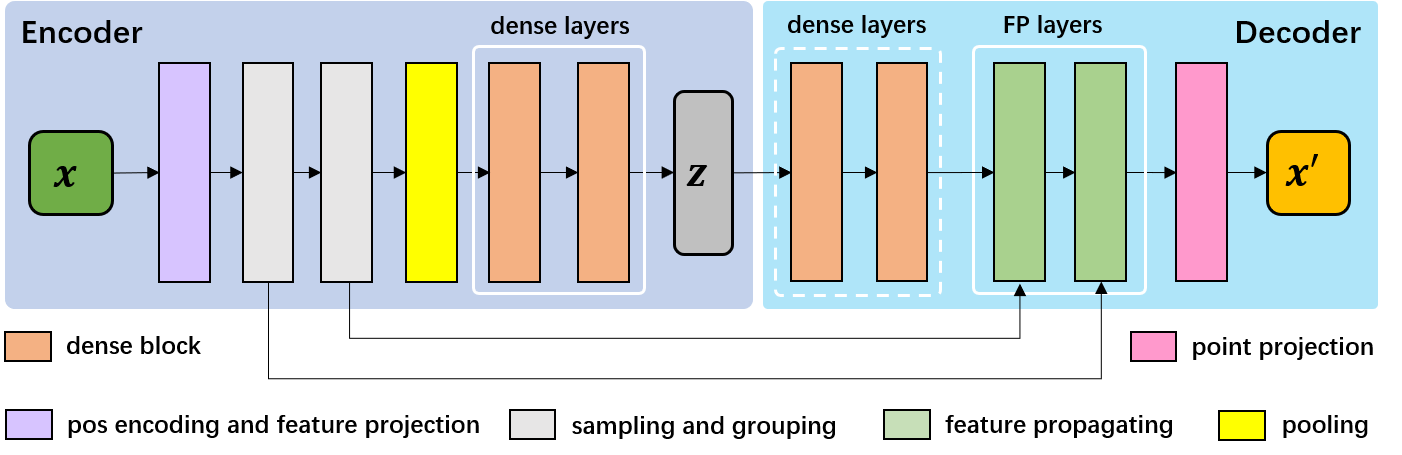 Encoder
dense layers
dense layers
FP layers
Decoder
x
z
x′
dense block
point projection
pos encoding and feature projection
sampling and grouping
feature propagating
pooling